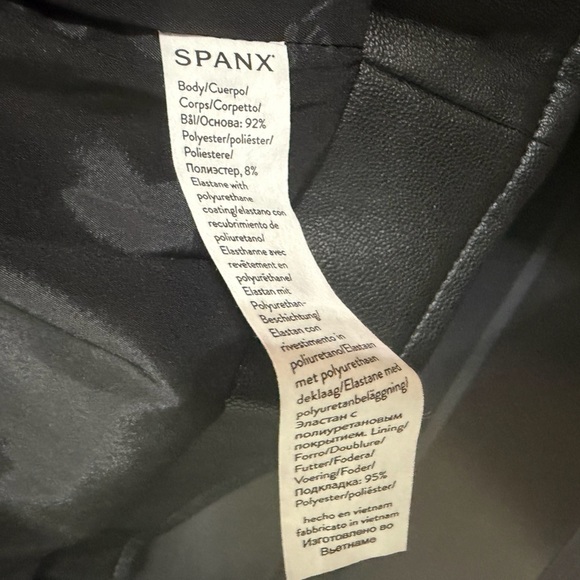 SPANX®
Body/Cuerpo/
Corps/Corpetto/
Bål/Основа: 92%
Polyester/poliéster/
Poliestere/
Полиэстер, 8%
Elastane with
polyurethane
coating/elastano con
recubrimiento de
poliuretano/
Elasthanne avec
revêtement en
polyuréthane/
Elastan mit
Polyurethan-
Beschichtung/
Elastan con
rivestimento in
poliuretano/Elastaan
met polyurethaan
deklaag/Elastane med
polyuretanbeläggning/
Эластан с
полиуретановым
покрытием. Lining/
Forro/Doublure/
Futter/Fodera/
Voering/Foder/
Подкладка: 95%
Polyester/poliéster/
hecho en vietnam
fabbricato in vietnam
Изготовлено во
Вьетнаме